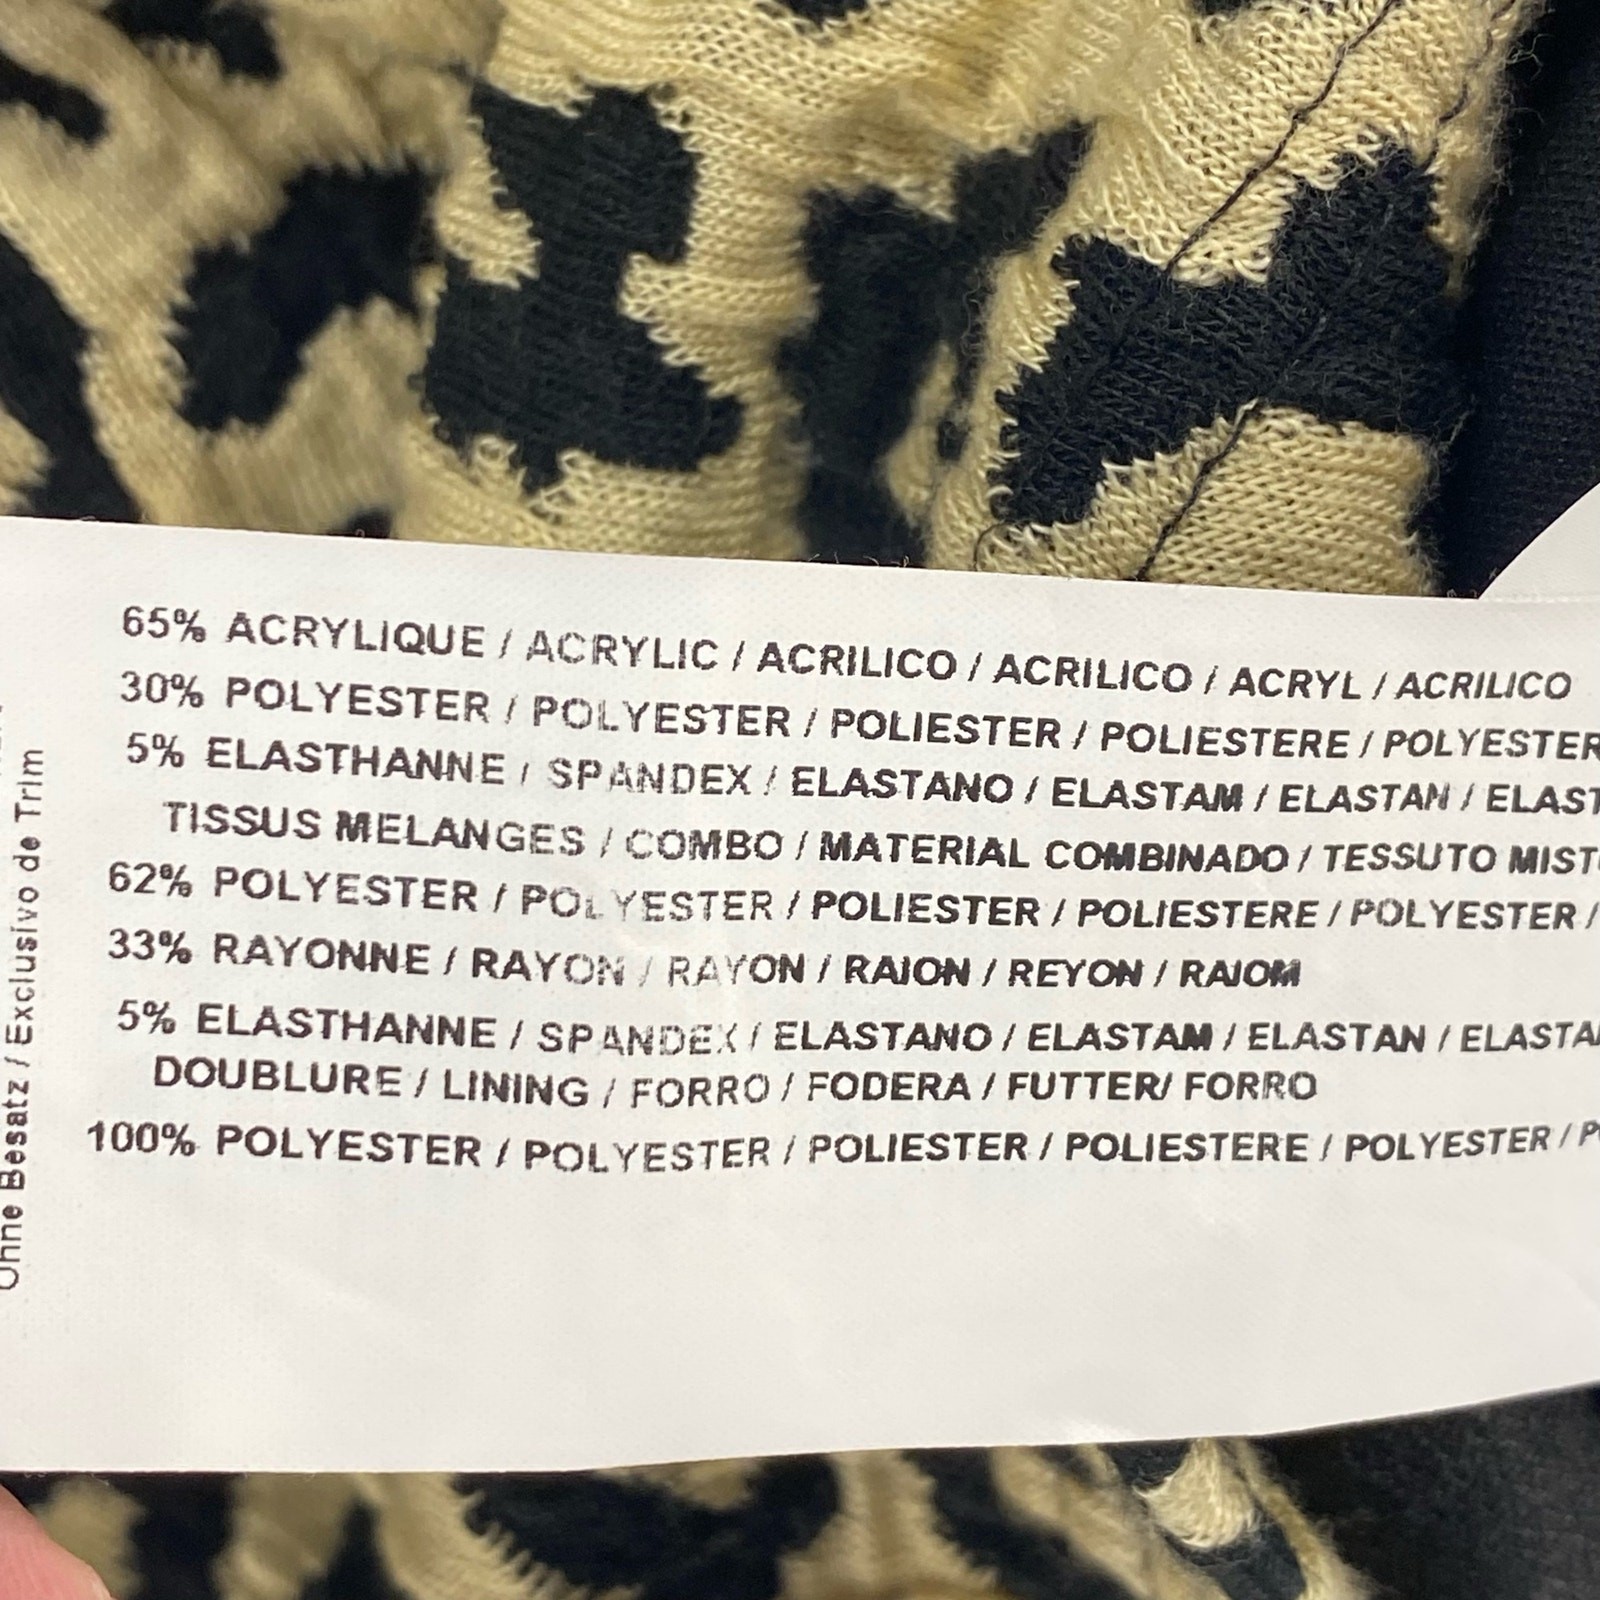 65% ACRYLIQUE / ACRYLIC / ACRILICO / ACRILICO / ACRYL / ACRILICO
30% POLYESTER / POLYESTER / POLIESTER / POLIESTERE / POLYESTER
5% ELASTHANNE / SPANDEX / ELASTANO / ELASTAM / ELASTAN / ELAST
TISSUS MELANGES / COMBO / MATERIAL COMBINADO / TESSUTO MIST
62% POLYESTER / POLYESTER / POLIESTER / POLIESTERE / POLYESTER /
33% RAYONNE / RAYON / RAYON / RAION / REYON / RAIOM
5% ELASTHANNE / SPANDEX / ELASTANO / ELASTAM / ELASTAN / ELASTA
DOUBLURE / LINING / FORRO / FODERA / FUTTER/ FORRO
100% POLYESTER / POLYESTER / POLIESTER / POLIESTERE / POLYESTER / P
Ohne Besatz / Exclusivo de Trim